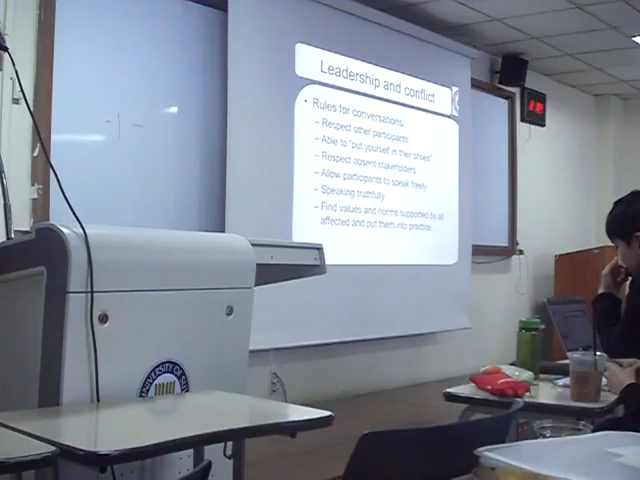 Leadership and conflict
• Rules for conversations:
– Respect other participants
– Able to "put yourself in their shoes"
– Respect absent stakeholders
– Allow participants to speak freely
– Speaking truthfully
– Find values and norms supported by all
affected and put them into practice.
UNIVERSITY OF